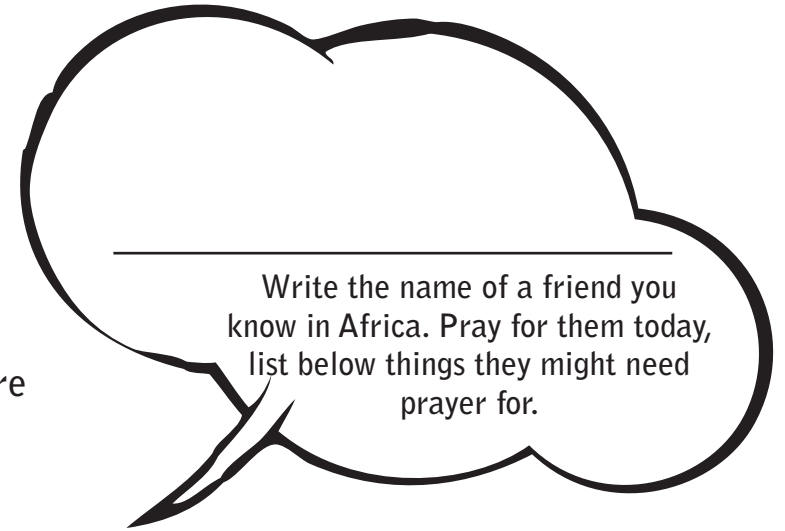 Write the name of a friend you
know in Africa. Pray for them today,
list below things they might need
prayer for.
re